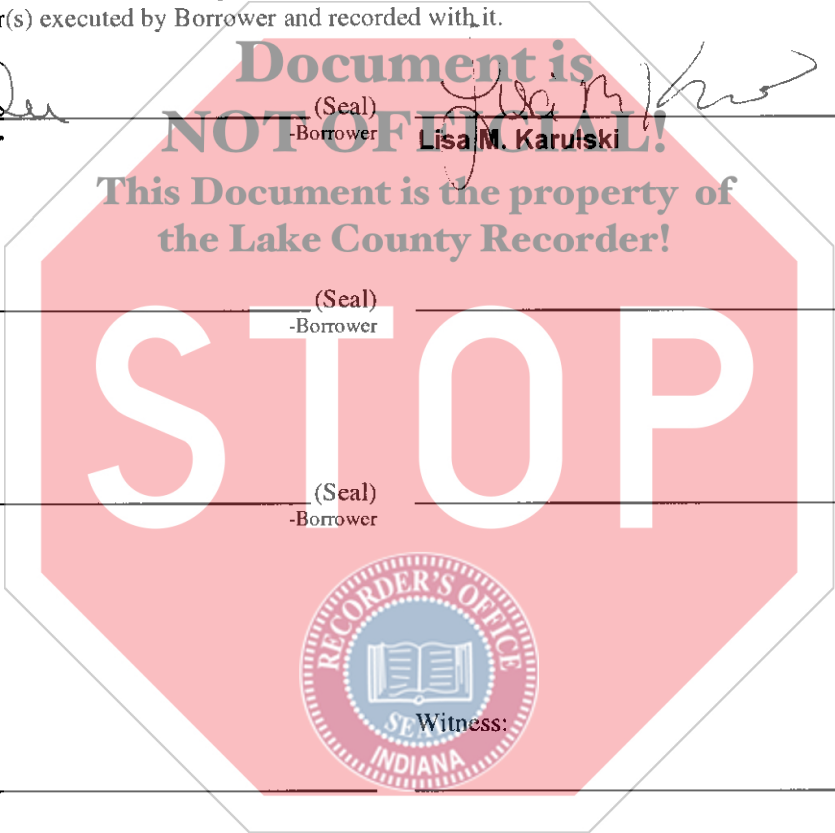 r(s) executed by Borrower and recorded with it.
Document is
(Seal)
NOT OFFICIAL!
-Borrower
Lisa M. Karulski
This Document is the property of
the Lake County Recorder!
(Seal)
-Borrower
STOP
(Seal)
-Borrower
RECORDER'S OFFICE
SEAL
Witness:
INDIANA